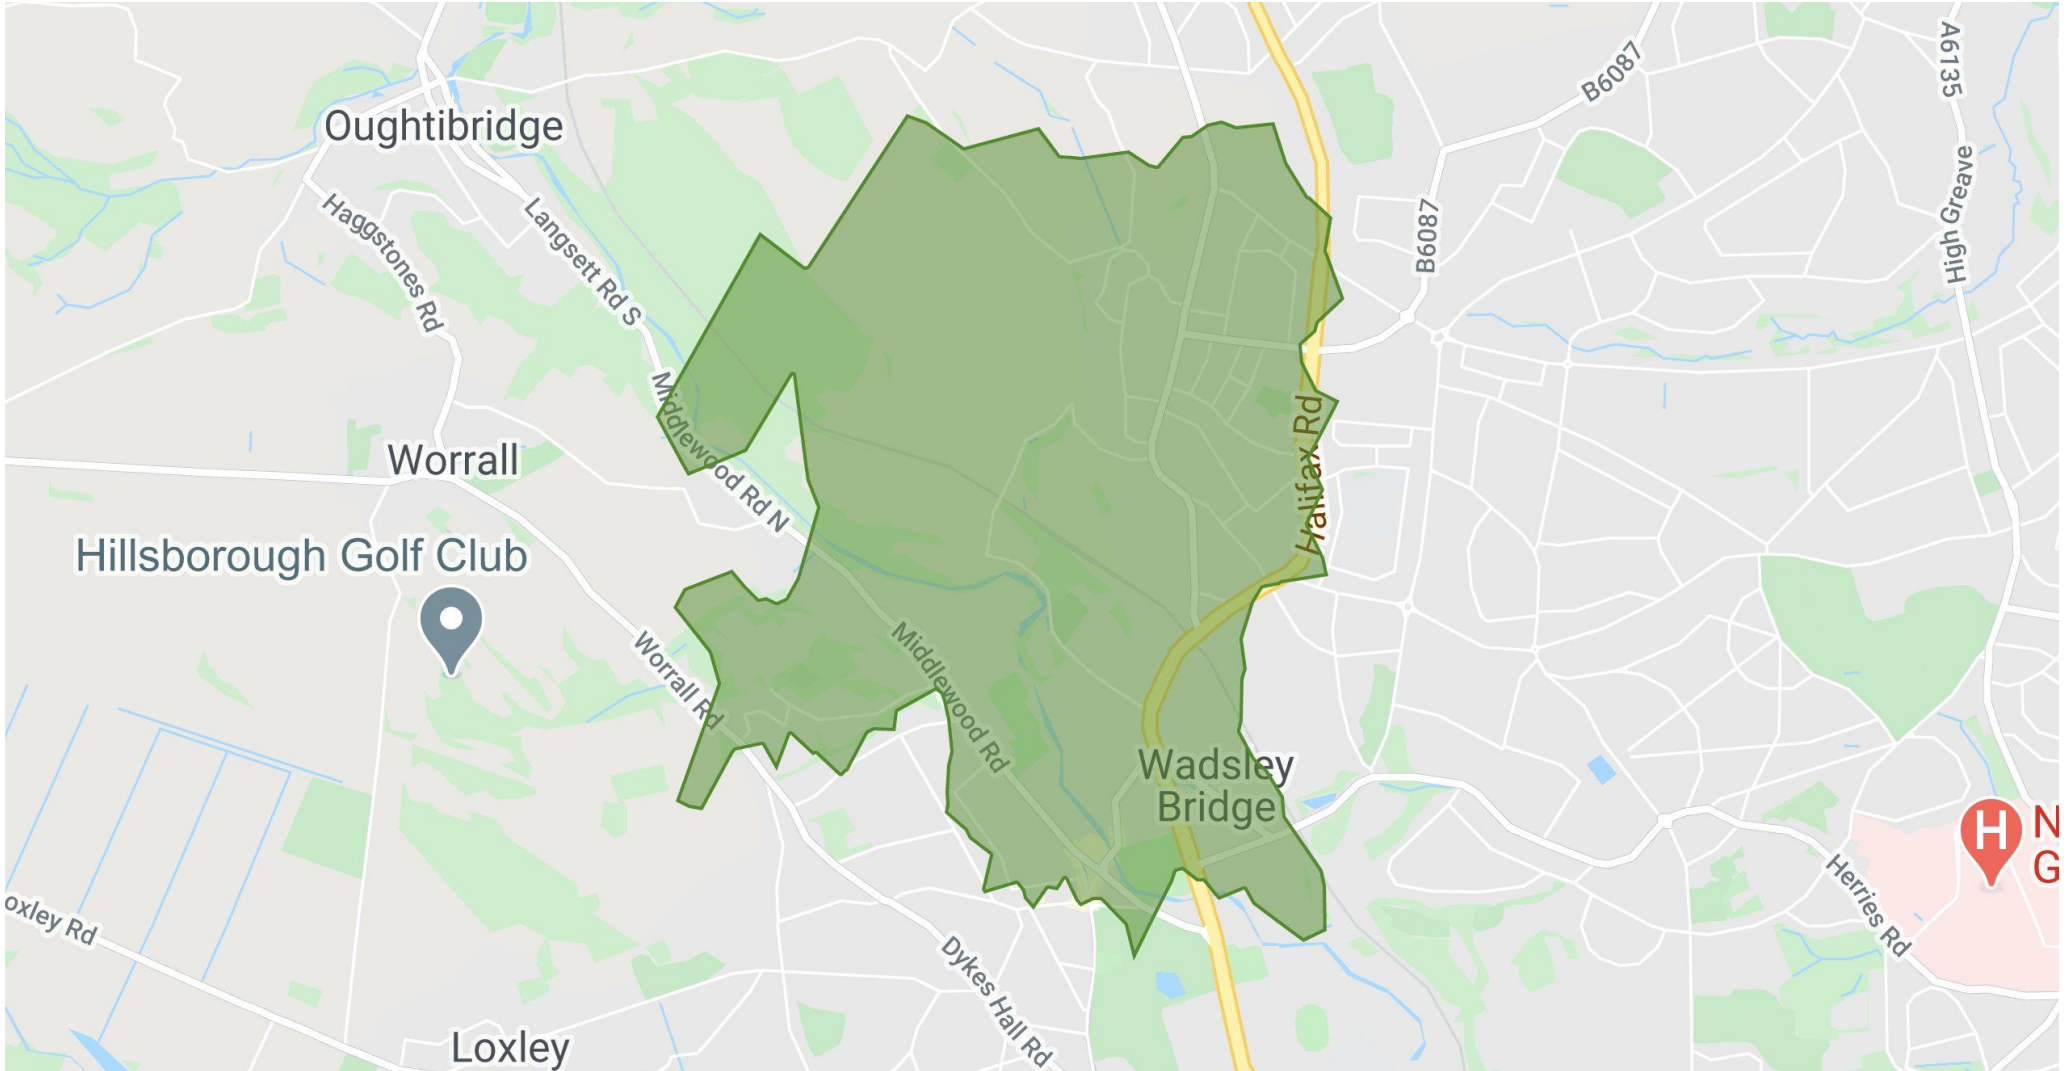 A6135
B6087
Oughtibridge
High Greave
Haggstones Rd
Langsett Rd S
B6087
Middlewood Rd N
Halifax Rd
Worrall
Hillsborough Golf Club
Worrall Rd
Middlewood Rd
Wadsley
Bridge
H
N
G
Herries Rd
oxley Rd
Dykes Hall Rd
Loxley